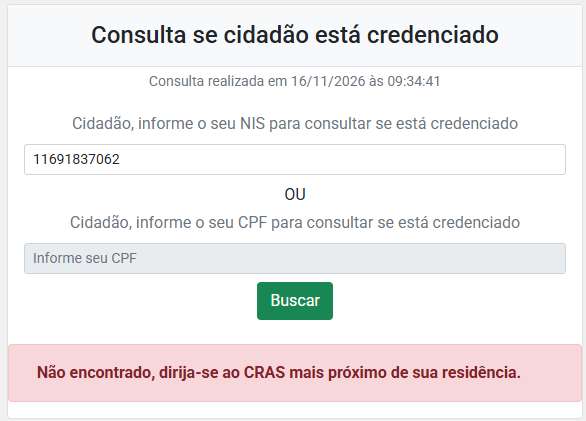 Consulta se cidadão está credenciado
Consulta realizada em 16/11/2026 às 09:34:41
Cidadão, informe o seu NIS para consultar se está credenciado
11691837062
OU
Cidadão, informe o seu CPF para consultar se está credenciado
Informe seu CPF
Buscar
Não encontrado, dirija-se ao CRAS mais próximo de sua residência.